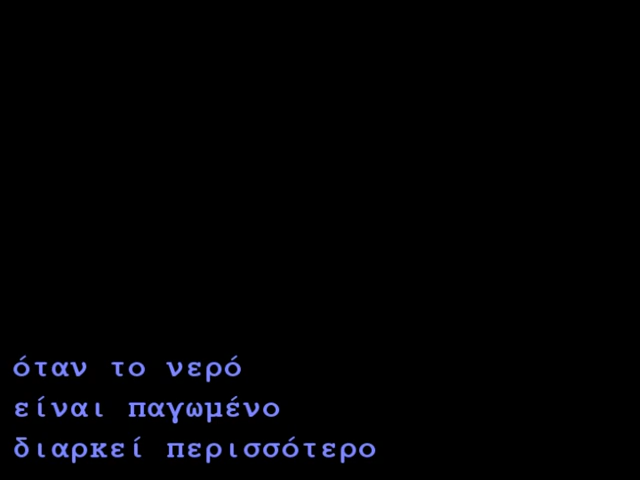 όταν το νερό
είναι παγωμένο
διαρκεί περισσότερο